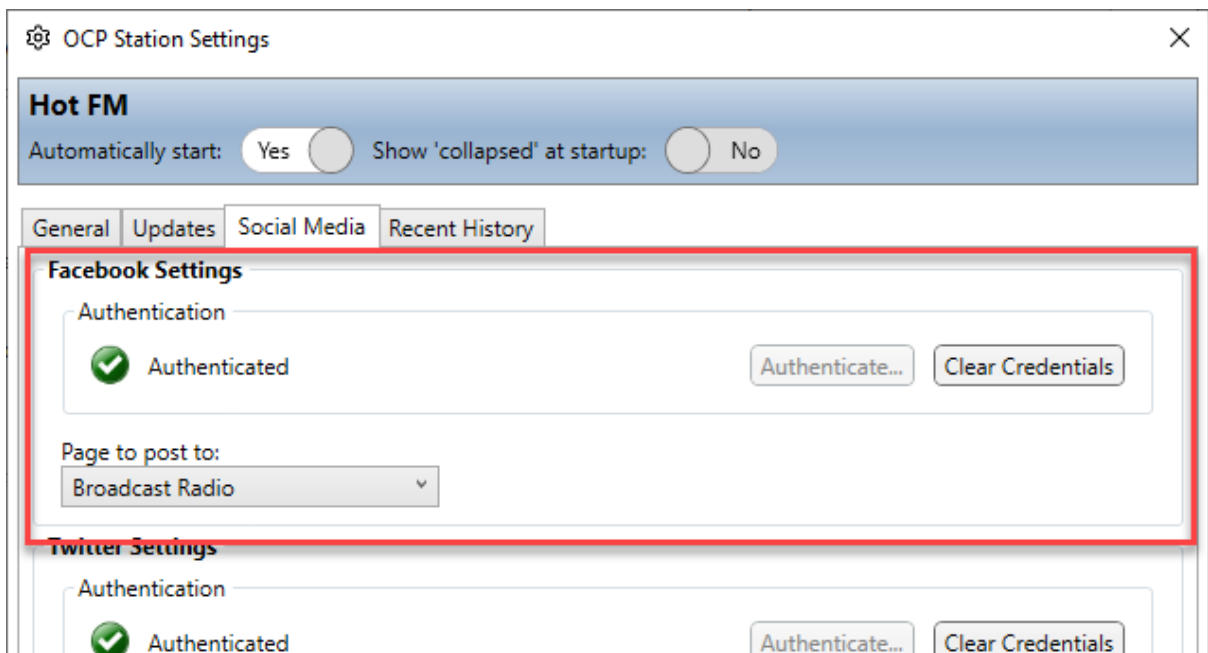 OCP Station Settings
Hot FM
Automatically start: Yes Show 'collapsed' at startup: No
General Updates Social Media Recent History
Facebook Settings
Authentication
Authenticated Authenticate... Clear Credentials
Page to post to:
Broadcast Radio
Twitter Settings
Authentication
Authenticated Authenticate... Clear Credentials